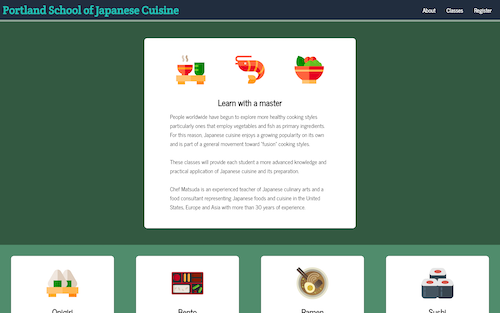 Portland School of Japanese Cuisine
About Classes Register
Learn with a master
People worldwide have begun to explore more healthy cooking styles
particularly ones that employ vegetables and fish as primary ingredients.
For this reason, Japanese cuisine enjoys a growing popularity on its own
and is part of a general movement toward "fusion" cooking styles.
These classes will provide each student a more advanced knowledge and
practical application of Japanese cuisine and its preparation.
Chef Matsuda is an experienced teacher of Japanese culinary arts and a
food consultant representing Japanese foods and cuisine in the United
States, Europe and Asia with more than 30 years of experience.
Onigiri Bento Ramen Sushi